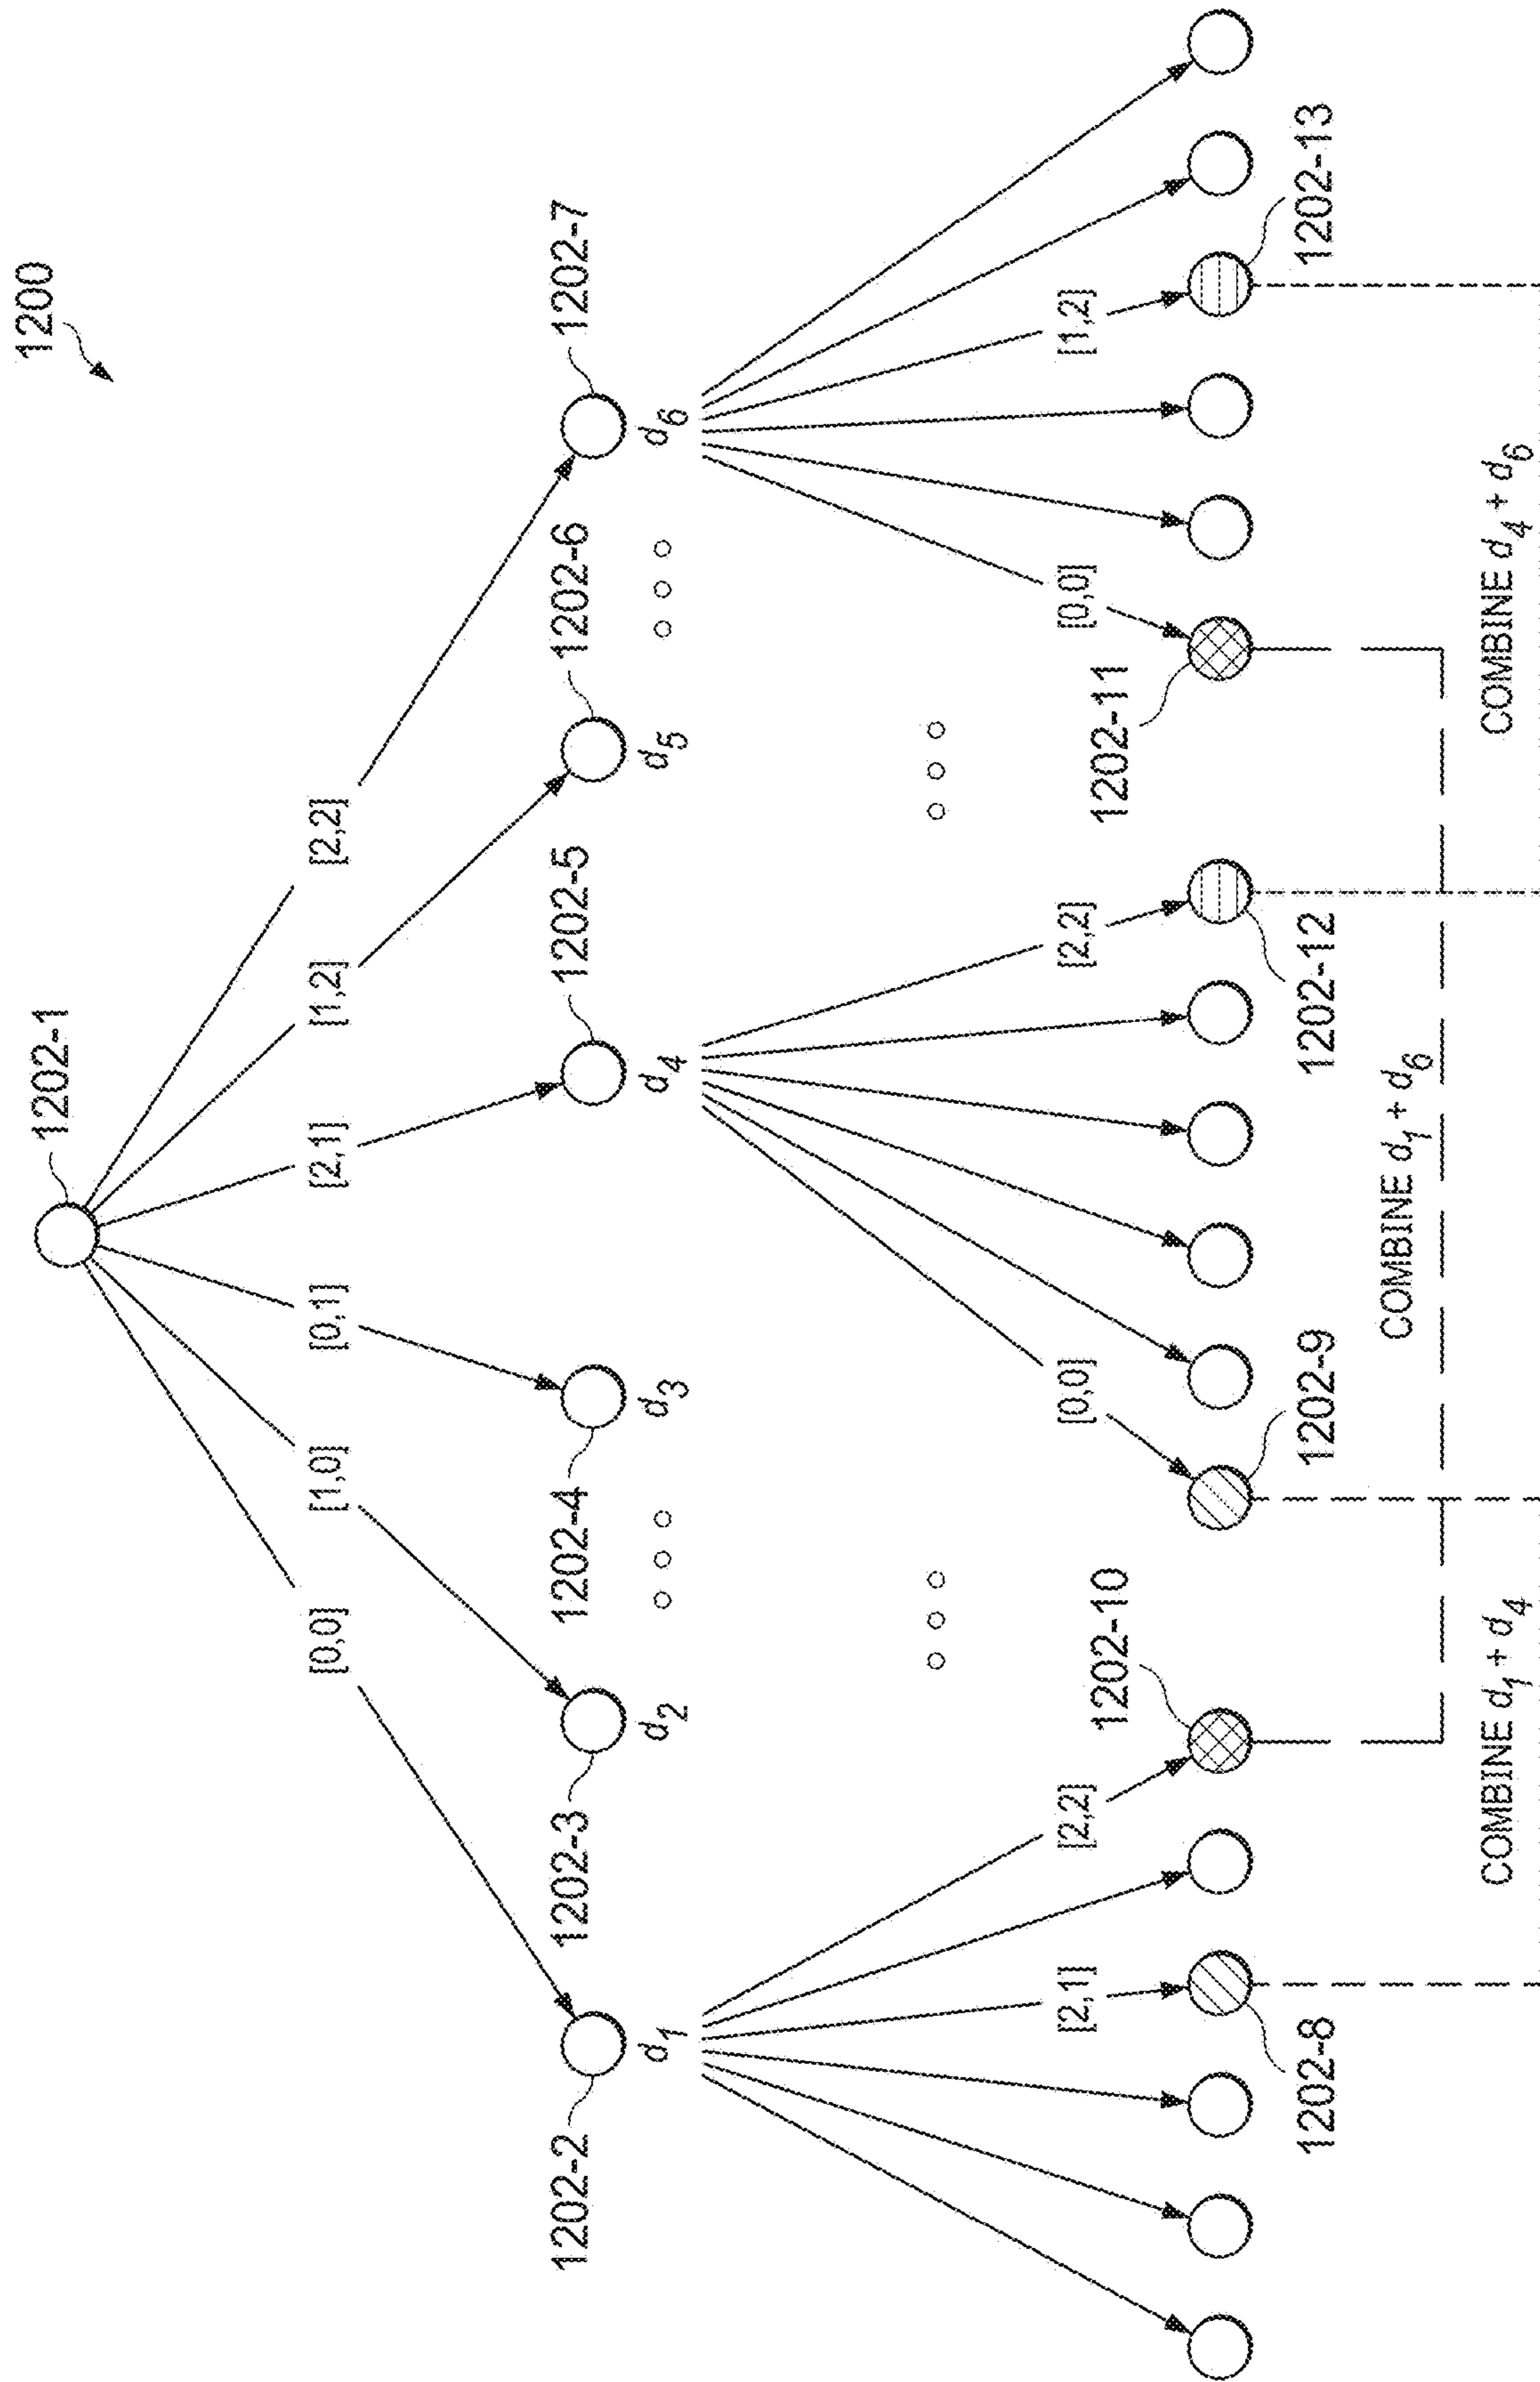 1200
1202-1
[0,0]
[1,0]
[0,1]
[2,1]
[1,2]
[2,2]
1202-2
1202-3
1202-4
1202-5
1202-6
1202-7
d1
d2
d3
d4
d5
d6
[2,1]
[2,2]
[0,0]
[2,2]
[0,0]
[1,2]
1202-10
1202-11
1202-8
1202-9
1202-12
1202-13
COMBINE d1 + d6
COMBINE d1 + d4
COMBINE d4 + d6